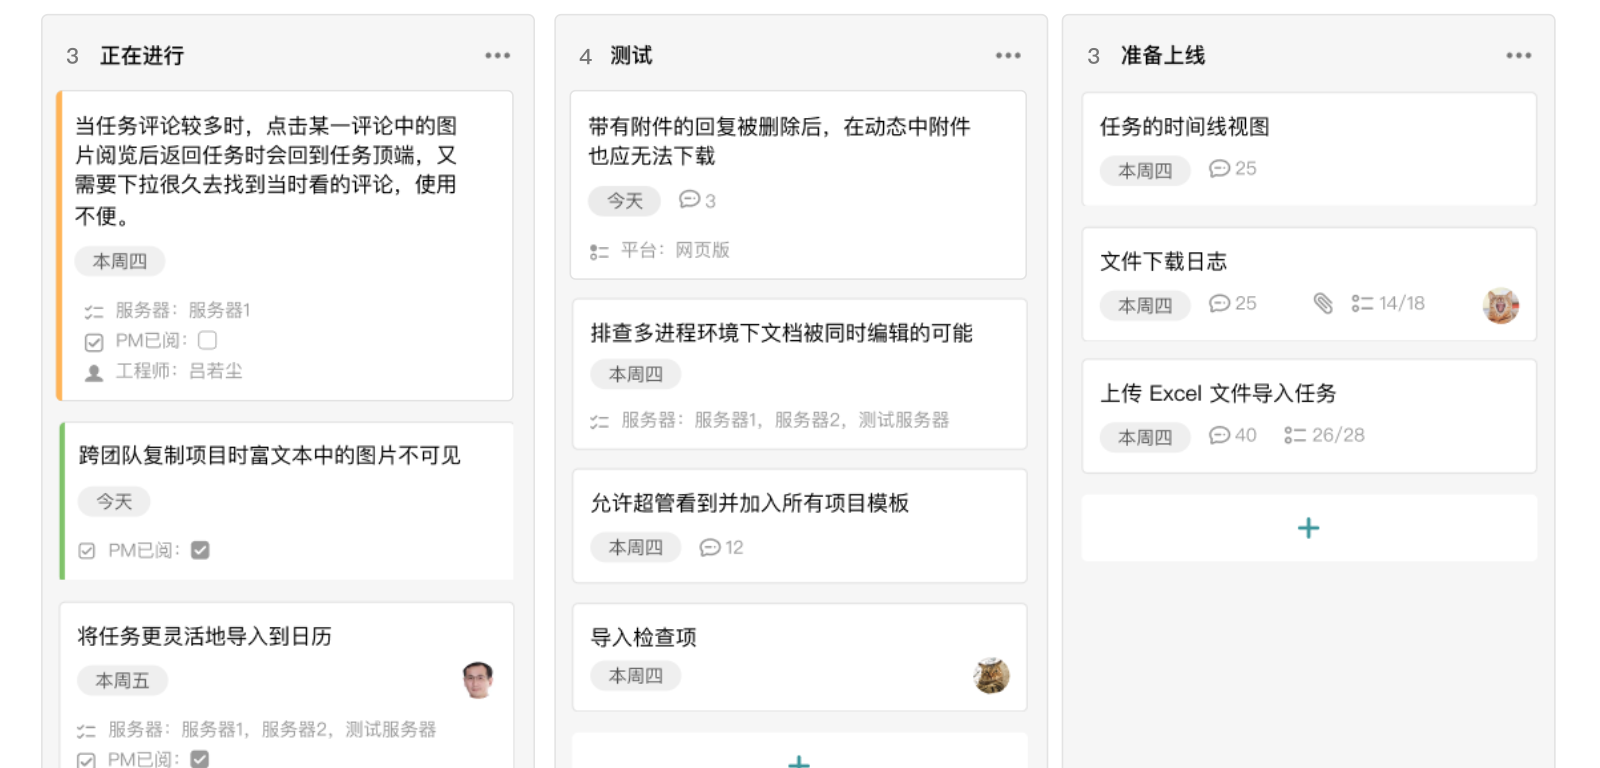 3 正在进行
当任务评论较多时，点击某一评论中的图
片阅览后返回任务时会回到任务顶端，又
需要下拉很久去找到当时看的评论，使用
不便。
本周四
服务器：服务器1
PM已阅：
工程师：吕若尘
跨团队复制项目时富文本中的图片不可见
今天
PM已阅：
将任务更灵活地导入到日历
本周五
服务器：服务器1，服务器2，测试服务器
PM已阅：
4 测试
带有附件的回复被删除后，在动态中附件
也应无法下载
今天 3
平台：网页版
排查多进程环境下文档被同时编辑的可能
本周四
服务器：服务器1，服务器2，测试服务器
允许超管看到并加入所有项目模板
本周四 12
导入检查项
本周四
3 准备上线
任务的时间线视图
本周四 25
文件下载日志
本周四 25 14/18
上传 Excel 文件导入任务
本周四 40 26/28